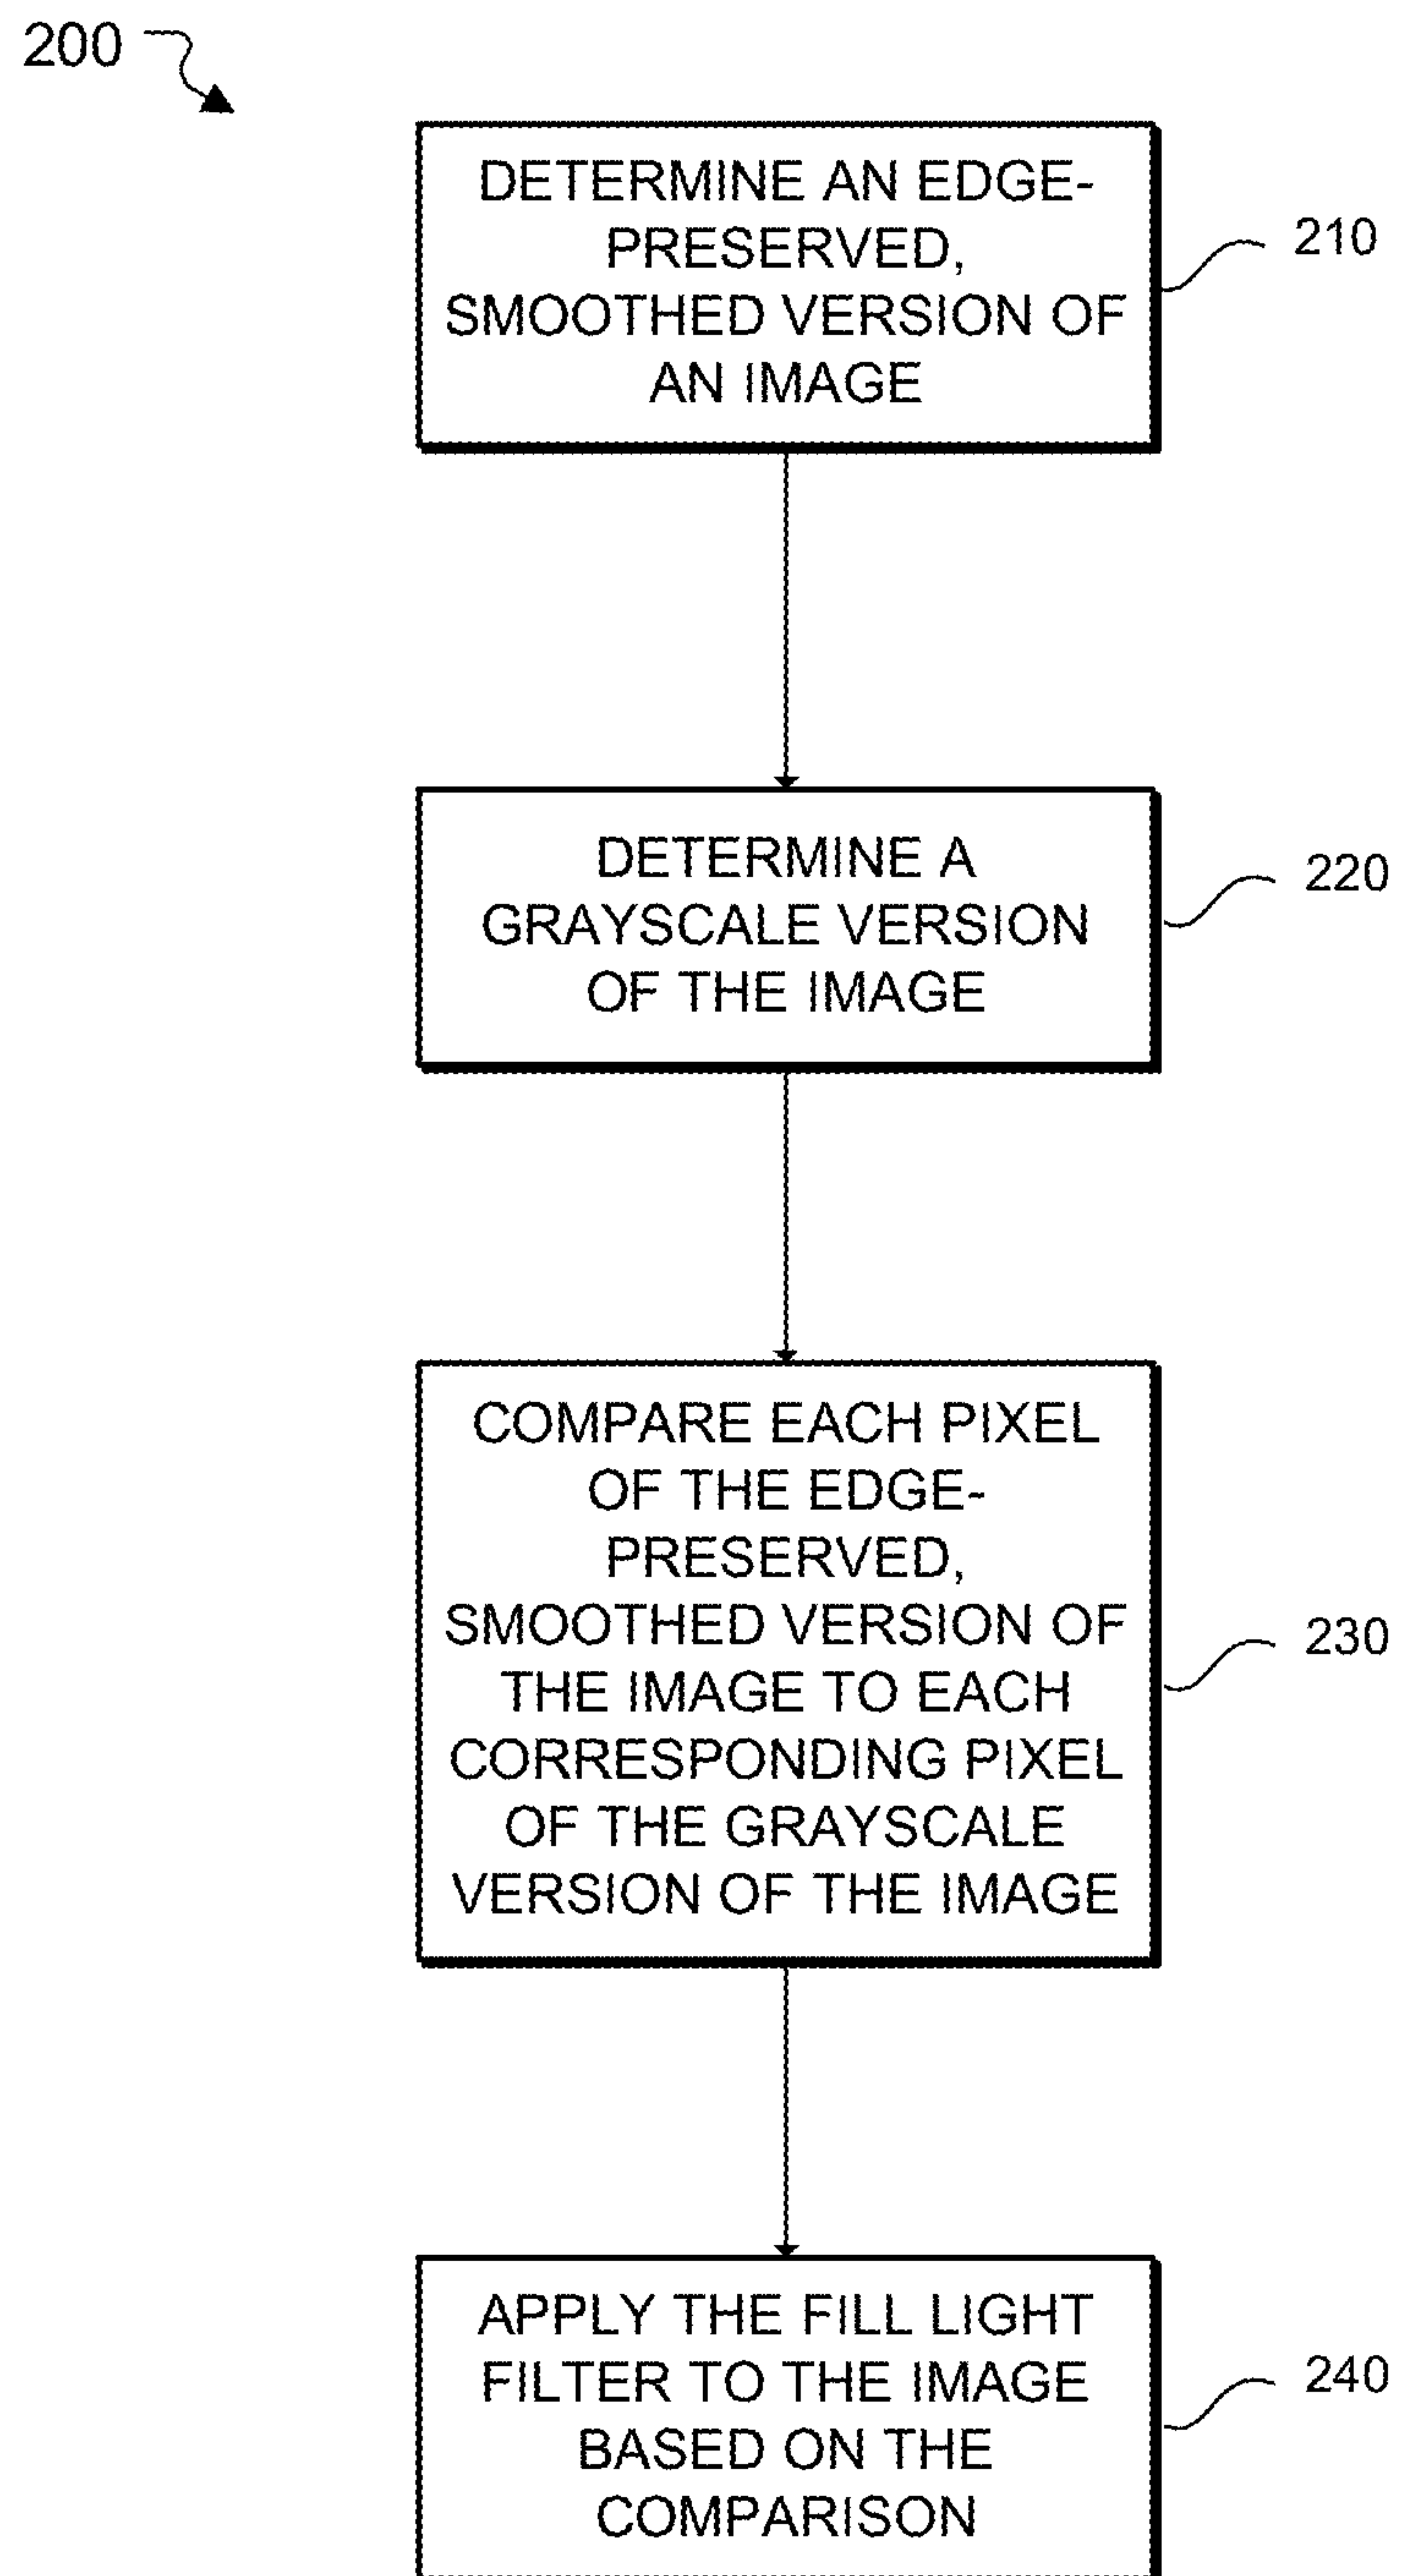 200
DETERMINE AN EDGE-
PRESERVED,
SMOOTHED VERSION OF
AN IMAGE
210
DETERMINE A
GRAYSCALE VERSION
OF THE IMAGE
220
COMPARE EACH PIXEL
OF THE EDGE-
PRESERVED,
SMOOTHED VERSION OF
THE IMAGE TO EACH
CORRESPONDING PIXEL
OF THE GRAYSCALE
VERSION OF THE IMAGE
230
APPLY THE FILL LIGHT
FILTER TO THE IMAGE
BASED ON THE
COMPARISON
240